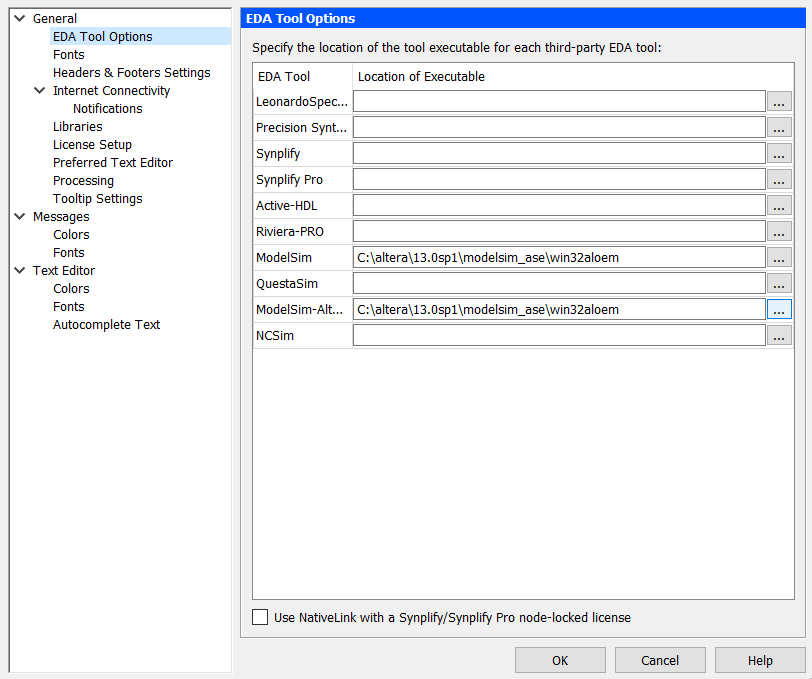 General
EDA Tool Options
Fonts
Headers & Footers Settings
Internet Connectivity
Notifications
Libraries
License Setup
Preferred Text Editor
Processing
Tooltip Settings
Messages
Colors
Fonts
Text Editor
Colors
Fonts
Autocomplete Text
EDA Tool Options
Specify the location of the tool executable for each third-party EDA tool:
EDA Tool Location of Executable
LeonardoSpec... ...
Precision Synt... ...
Synplify ...
Synplify Pro ...
Active-HDL ...
Riviera-PRO ...
ModelSim C:\altera\13.0sp1\modelsim_ase\win32aloem ...
QuestaSim ...
ModelSim-Alt... C:\altera\13.0sp1\modelsim_ase\win32aloem ...
NCSim ...
Use NativeLink with a Synplify/Synplify Pro node-locked license
OK Cancel Help